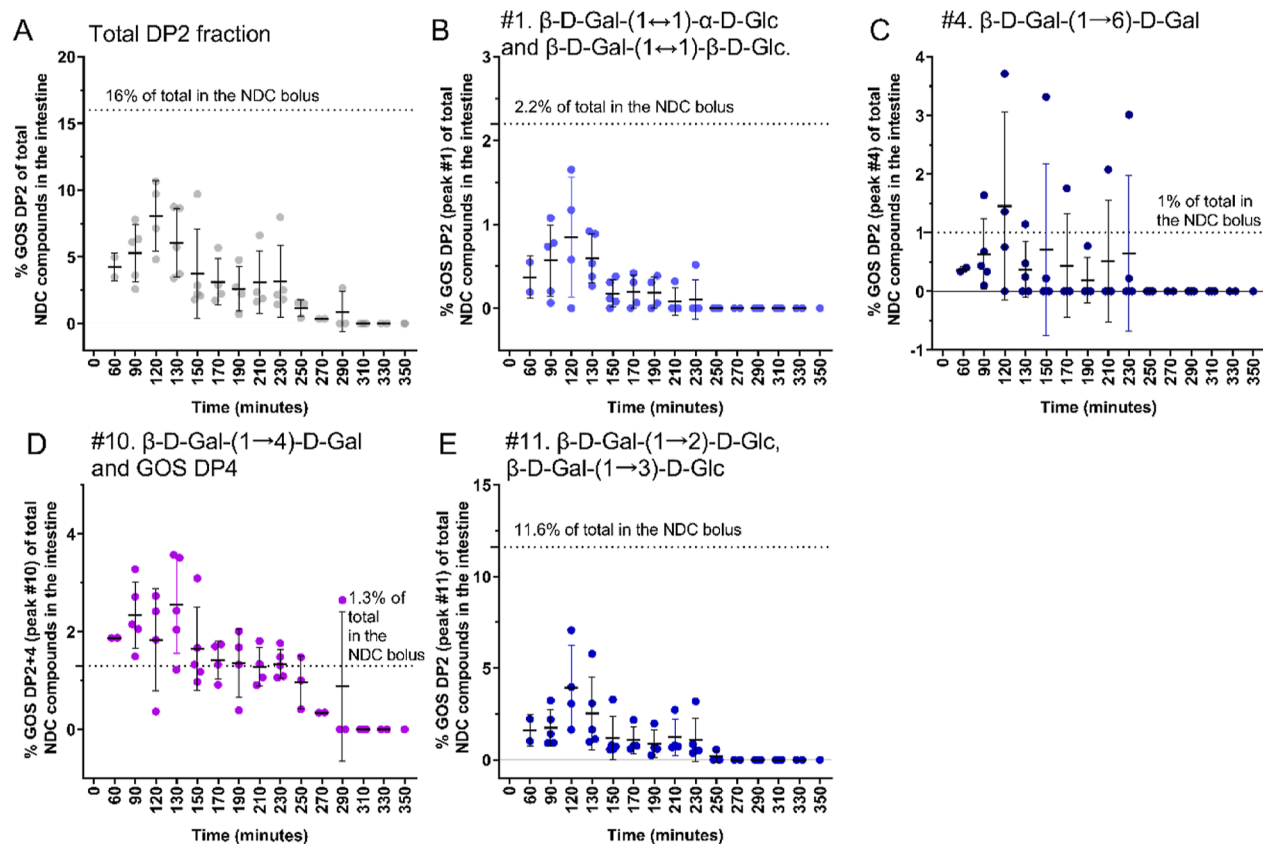 A
Total DP2 fraction
% GOS DP2 of total
NDC compounds in the intestine
20
15
10
5
0
16% of total in the NDC bolus
0 60 90 120 130 150 170 190 210 230 250 270 290 310 330 350
Time (minutes)
B
#1. β-D-Gal-(1↔1)-α-D-Glc
and β-D-Gal-(1↔1)-β-D-Glc.
% GOS DP2 (peak #1) of total
NDC compounds in the intestine
3
2
1
0
2.2% of total in the NDC bolus
0 60 90 120 130 150 170 190 210 230 250 270 290 310 330 350
Time (minutes)
C
#4. β-D-Gal-(1→6)-D-Gal
% GOS DP2 (peak #4) of total
NDC compounds in the intestine
4
3
2
1
0
-1
1% of total in
the NDC bolus
0 60 90 120 130 150 170 190 210 230 250 270 290 310 330 350
Time (minutes)
D
#10. β-D-Gal-(1→4)-D-Gal
and GOS DP4
% GOS DP2+4 (peak #10) of total
NDC compounds in the intestine
4
2
0
1.3% of
total
in the
NDC bolus
0 60 90 120 130 150 170 190 210 230 250 270 290 310 330 350
Time (minutes)
E
#11. β-D-Gal-(1→2)-D-Glc,
β-D-Gal-(1→3)-D-Glc
% GOS DP2 (peak #11) of total
NDC compounds in the intestine
15
10
5
0
11.6% of total in the NDC bolus
0 60 90 120 130 150 170 190 210 230 250 270 290 310 330 350
Time (minutes)